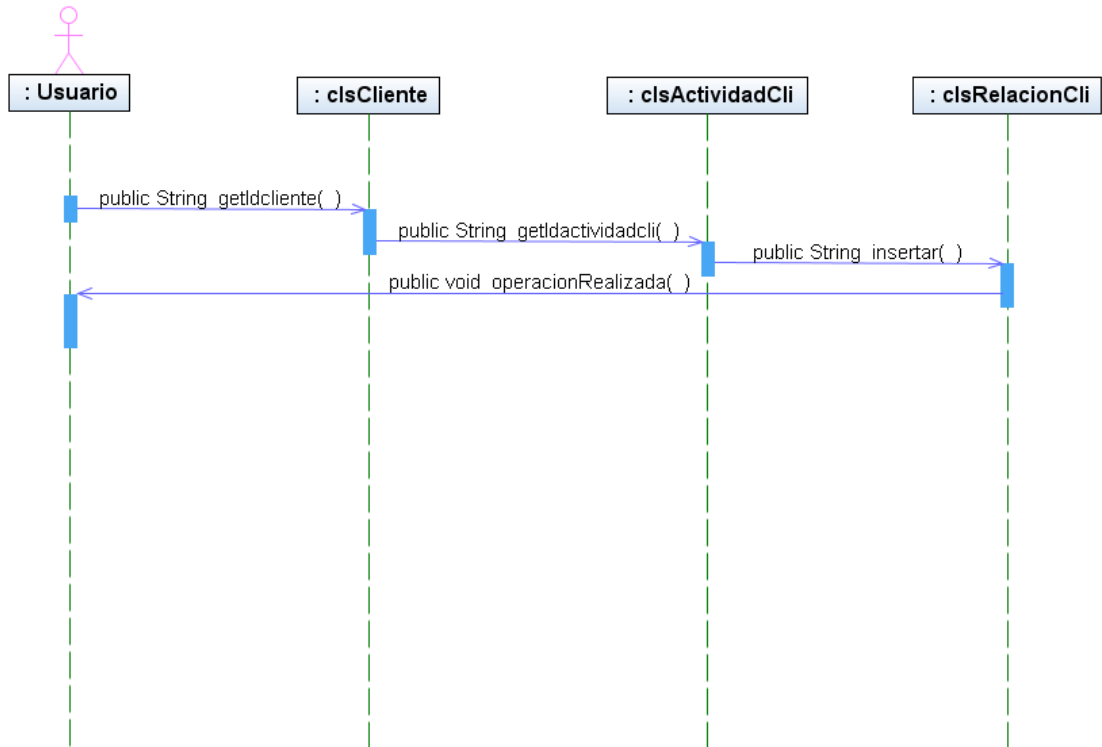 : Usuario
: clsCliente
: clsActividadCli
: clsRelacionCli
public String getIdcliente( )
public String getIdactividadcli( )
public String insertar( )
public void operacionRealizada( )